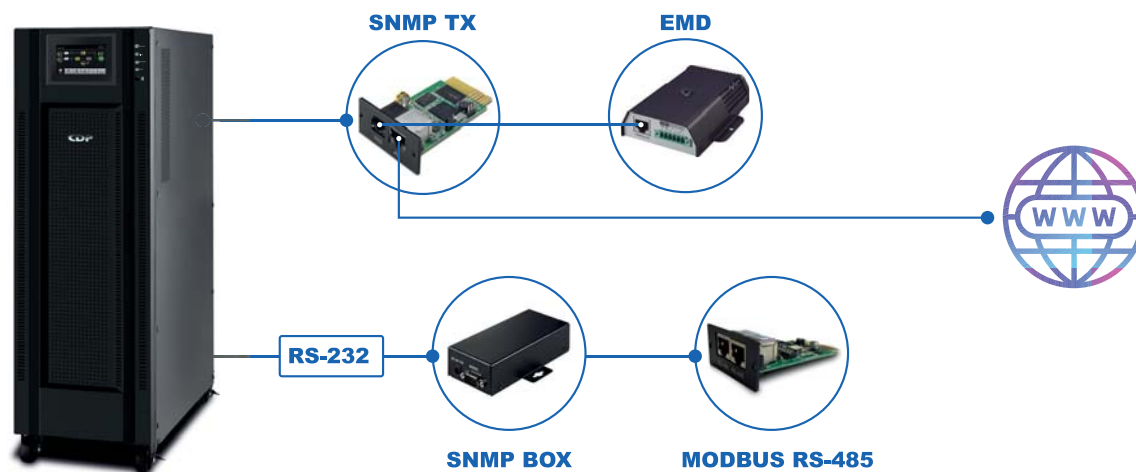 SNMP TX
EMD
CDP
WWW
RS-232
SNMP BOX
MODBUS RS-485